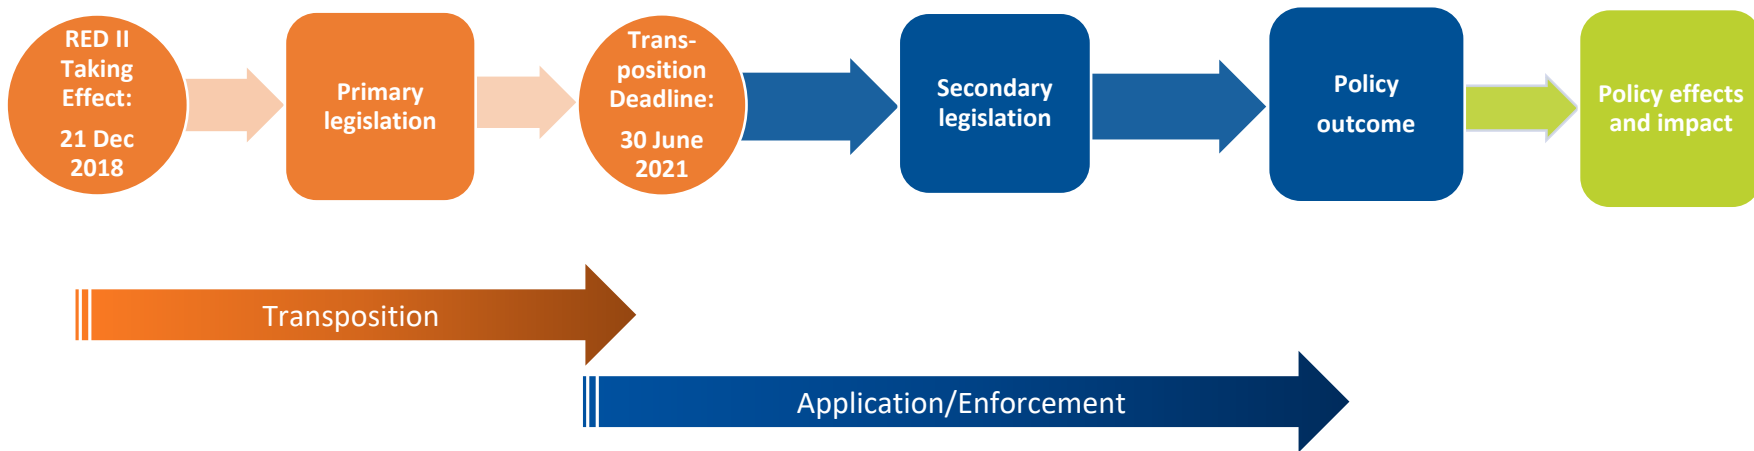 RED II
Taking
Effect:
21 Dec
2018
Primary
legislation
Trans-
position
Deadline:
30 June
2021
Secondary
legislation
Policy
outcome
Policy effects
and impact
Transposition
Application/Enforcement